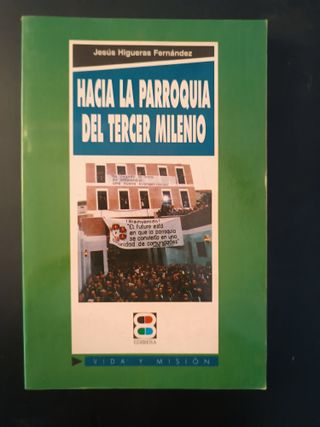 Jesús Higueras Fernández
HACIA LA PARROQUIA
DEL TERCER MILENIO
¡Bienvenido!
"El futuro está
en que la parroquia
se convierta en una
comunidad de comunidades"
EDIBESA
VIDA Y MISIÓN